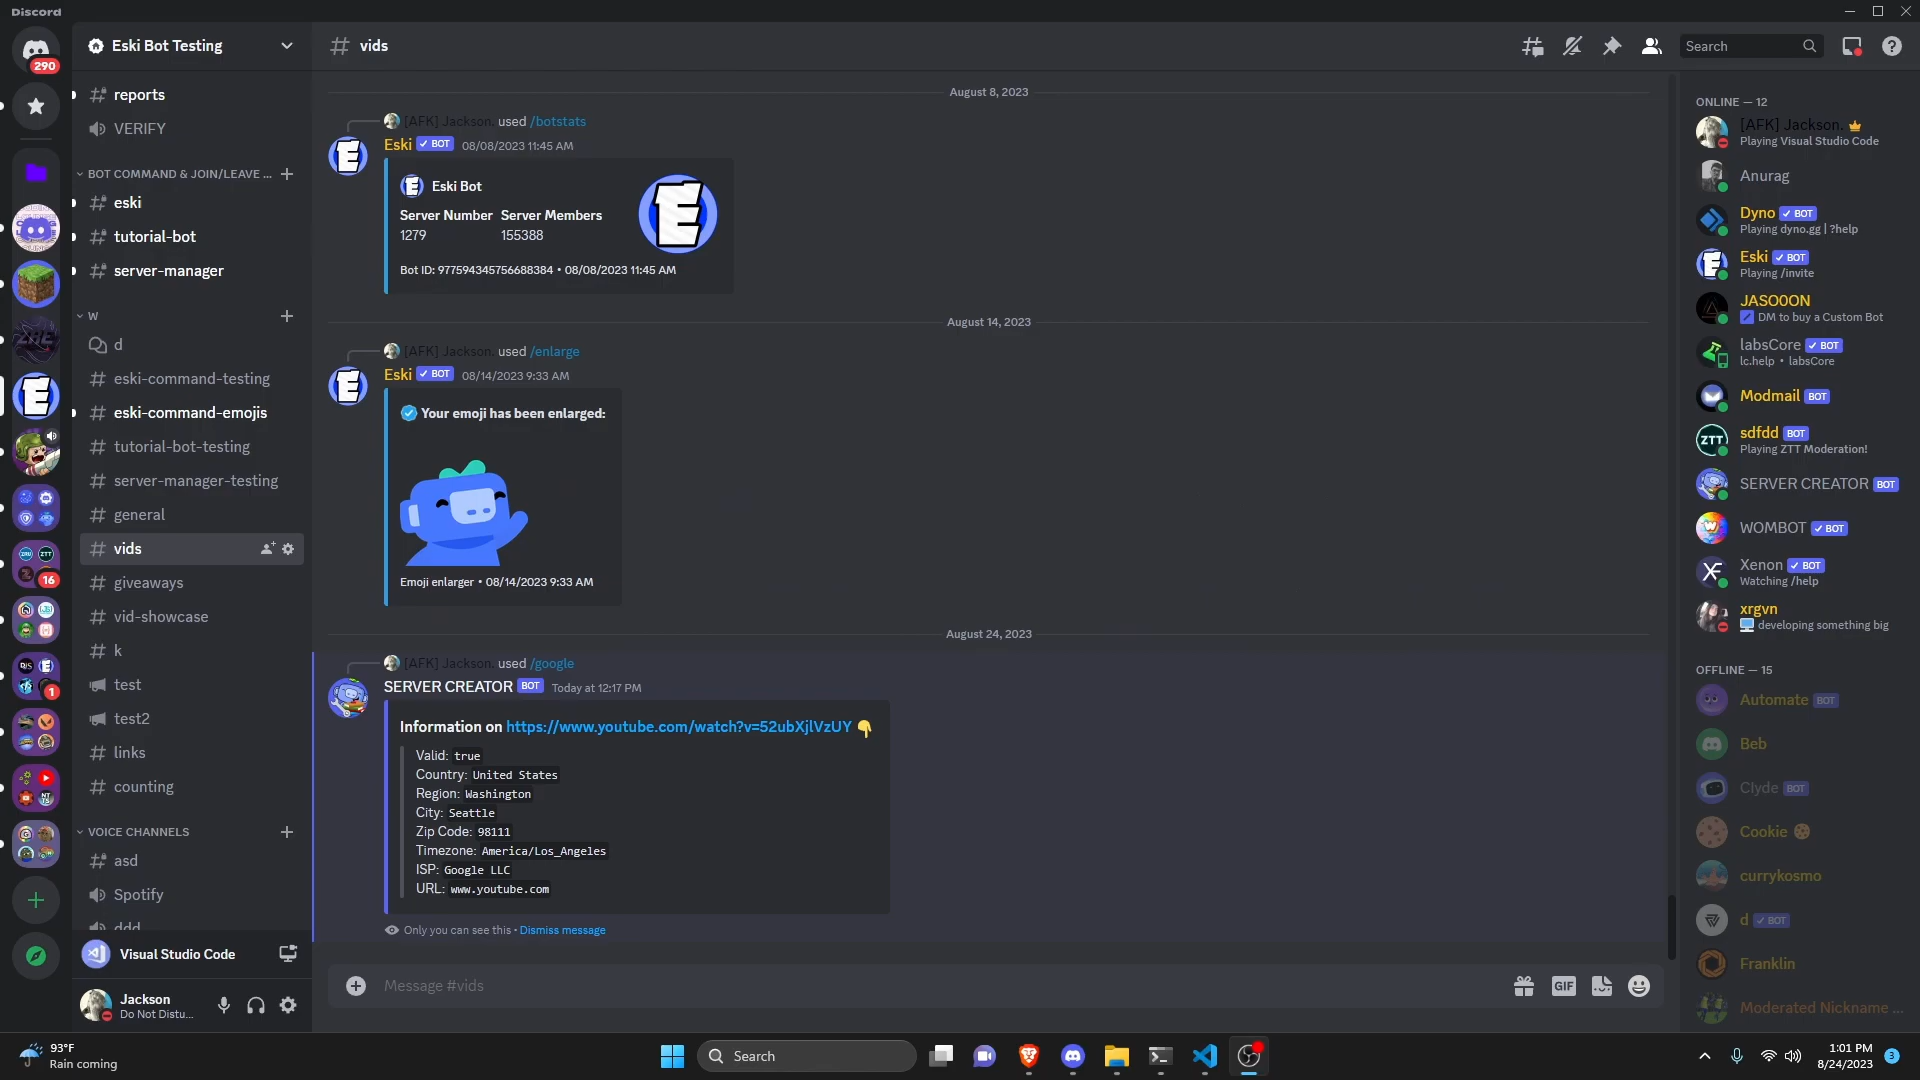 Discord
Eski Bot Testing
290
reports
VERIFY
BOT COMMAND & JOIN/LEAVE ...
eski
tutorial-bot
server-manager
W
d
eski-command-testing
eski-command-emojis
tutorial-bot-testing
server-manager-testing
general
vids
giveaways
vid-showcase
k
test
test2
links
counting
VOICE CHANNELS
asd
Spotify
ddd
16
1
Visual Studio Code
Jackson
Do Not Distu...
vids
Search
August 8, 2023
[AFK] Jackson. used /botstats
Eski ✓ BOT 08/08/2023 11:45 AM
Eski Bot
Server Number Server Members
1279 155388
Bot ID: 977594345756688384 • 08/08/2023 11:45 AM
August 14, 2023
[AFK] Jackson. used /enlarge
Eski ✓ BOT 08/14/2023 9:33 AM
Your emoji has been enlarged:
Emoji enlarger • 08/14/2023 9:33 AM
August 24, 2023
[AFK] Jackson. used /google
SERVER CREATOR BOT Today at 12:17 PM
Information on https://www.youtube.com/watch?v=52ubXjlVzUY 👇
Valid: true
Country: United States
Region: Washington
City: Seattle
Zip Code: 98111
Timezone: America/Los_Angeles
ISP: Google LLC
URL: www.youtube.com
Only you can see this • Dismiss message
Message #vids
GIF
ONLINE — 12
[AFK] Jackson.
Playing Visual Studio Code
Anurag
Dyno ✓ BOT
Playing dyno.gg | ?help
Eski ✓ BOT
Playing /invite
JASO0ON
DM to buy a Custom Bot
labsCore ✓ BOT
lc.help • labsCore
Modmail BOT
sdfdd BOT
Playing ZTT Moderation!
SERVER CREATOR BOT
WOMBOT ✓ BOT
Xenon ✓ BOT
Watching /help
xrgvn
developing something big
OFFLINE — 15
Automate BOT
Beb
Clyde BOT
Cookie
currykosmo
d ✓ BOT
Franklin
Moderated Nickname ...
93°F
Rain coming
Search
1:01 PM
8/24/2023
3